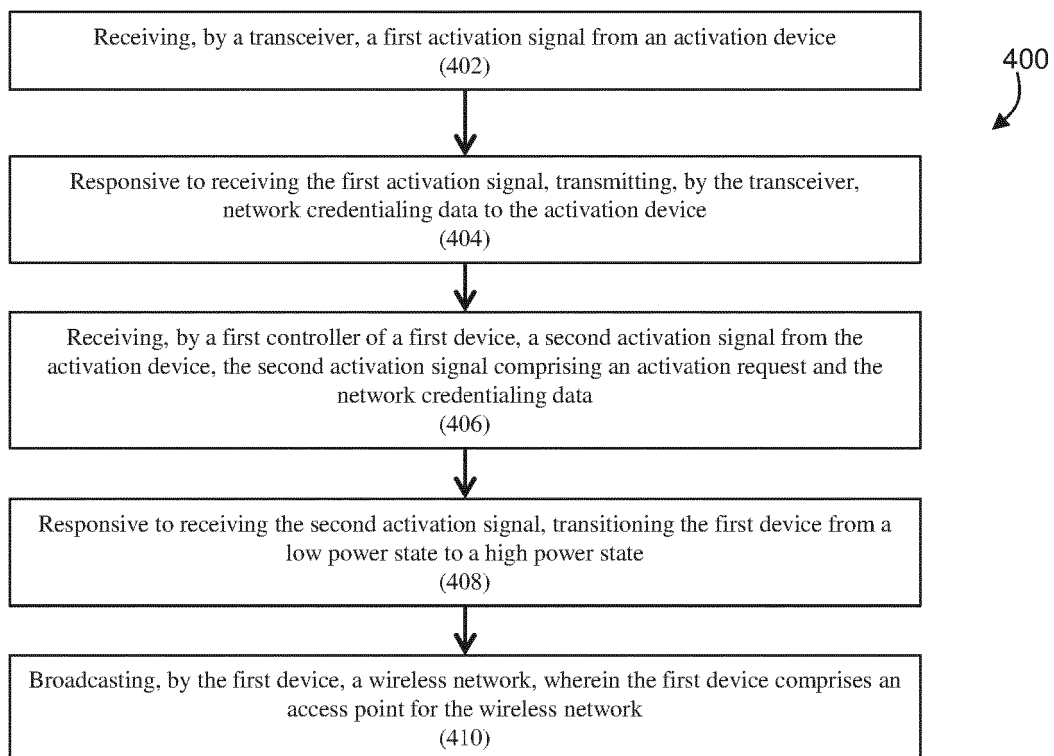 Receiving, by a transceiver, a first activation signal from an activation device
(402)
400
Responsive to receiving the first activation signal, transmitting, by the transceiver,
network credentialing data to the activation device
(404)
Receiving, by a first controller of a first device, a second activation signal from the
activation device, the second activation signal comprising an activation request and the
network credentialing data
(406)
Responsive to receiving the second activation signal, transitioning the first device from a
low power state to a high power state
(408)
Broadcasting, by the first device, a wireless network, wherein the first device comprises an
access point for the wireless network
(410)